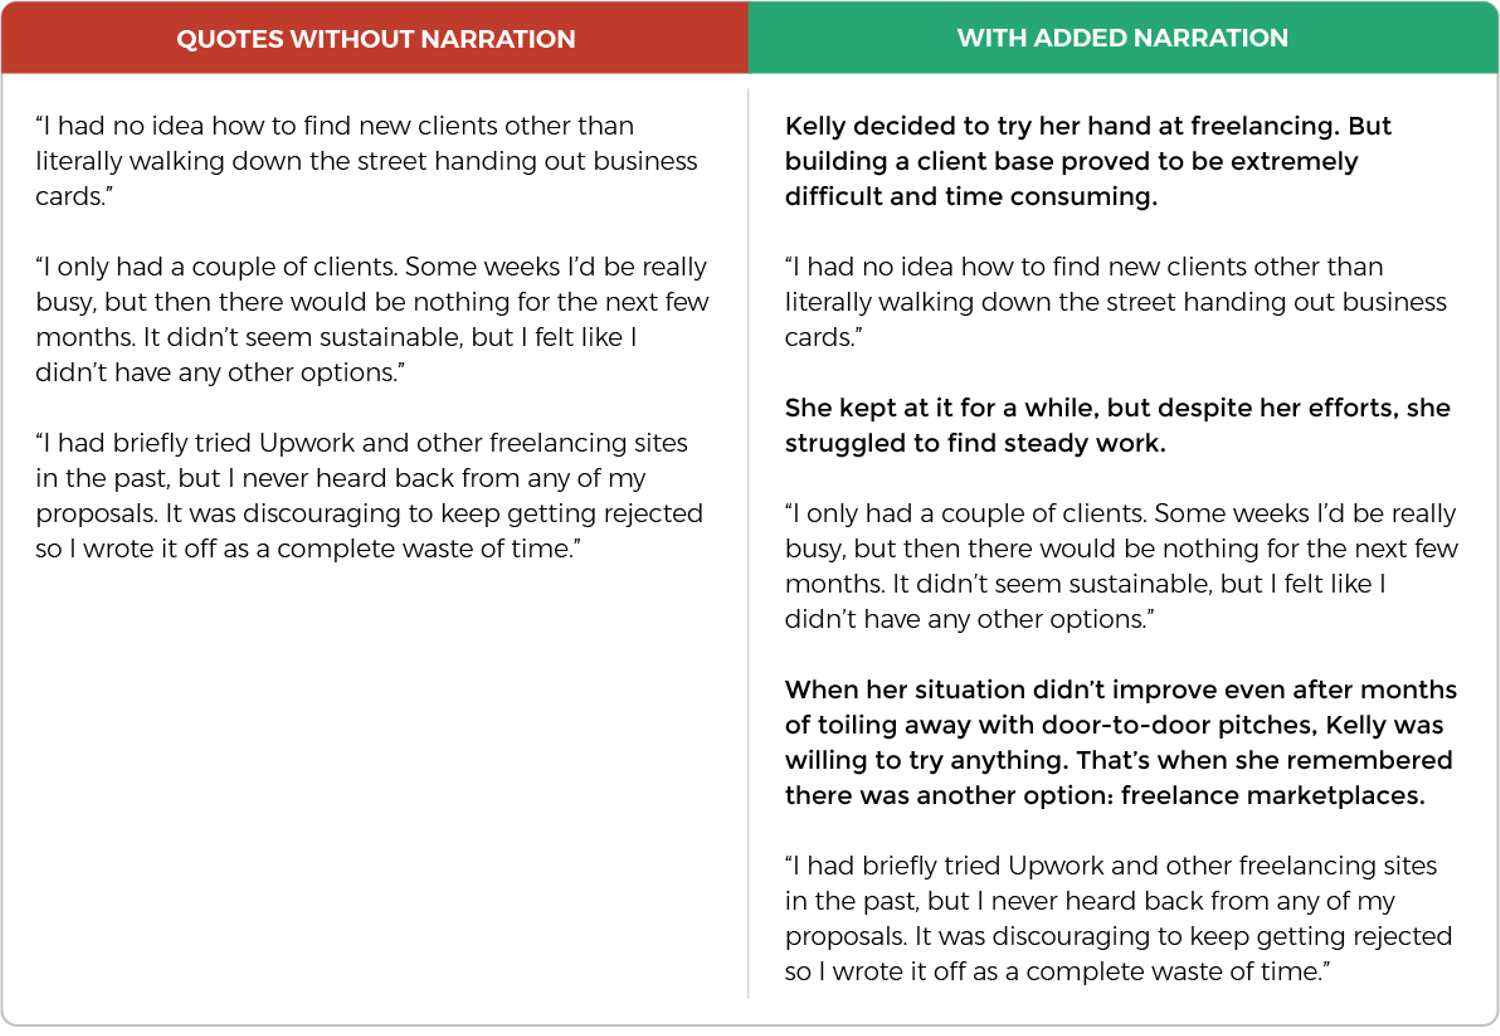 QUOTES WITHOUT NARRATION
“I had no idea how to find new clients other than
literally walking down the street handing out business
cards.”
“I only had a couple of clients. Some weeks I’d be really
busy, but then there would be nothing for the next few
months. It didn’t seem sustainable, but I felt like I
didn’t have any other options.”
“I had briefly tried Upwork and other freelancing sites
in the past, but I never heard back from any of my
proposals. It was discouraging to keep getting rejected
so I wrote it off as a complete waste of time.”
WITH ADDED NARRATION
Kelly decided to try her hand at freelancing. But
building a client base proved to be extremely
difficult and time consuming.
“I had no idea how to find new clients other than
literally walking down the street handing out business
cards.”
She kept at it for a while, but despite her efforts, she
struggled to find steady work.
“I only had a couple of clients. Some weeks I’d be really
busy, but then there would be nothing for the next few
months. It didn’t seem sustainable, but I felt like I
didn’t have any other options.”
When her situation didn’t improve even after months
of toiling away with door-to-door pitches, Kelly was
willing to try anything. That’s when she remembered
there was another option: freelance marketplaces.
“I had briefly tried Upwork and other freelancing sites
in the past, but I never heard back from any of my
proposals. It was discouraging to keep getting rejected
so I wrote it off as a complete waste of time.”